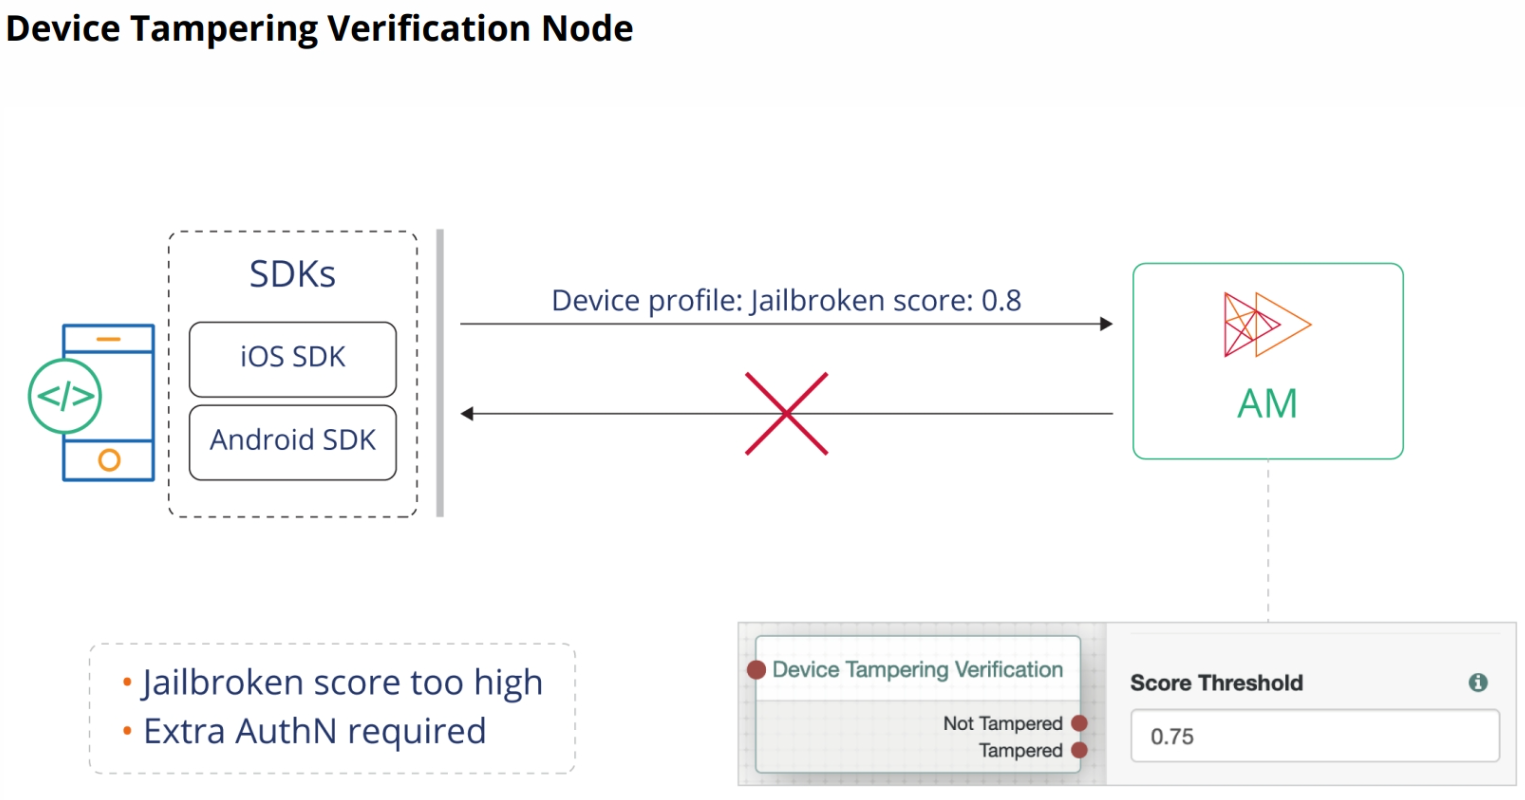 Device Tampering Verification Node
SDKs
iOS SDK
Android SDK
</>
Device profile: Jailbroken score: 0.8
AM
• Jailbroken score too high
• Extra AuthN required
Device Tampering Verification
Not Tampered
Tampered
Score Threshold
i
0.75